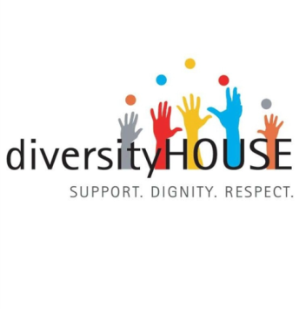 diversityHOUSE
SUPPORT. DIGNITY. RESPECT.